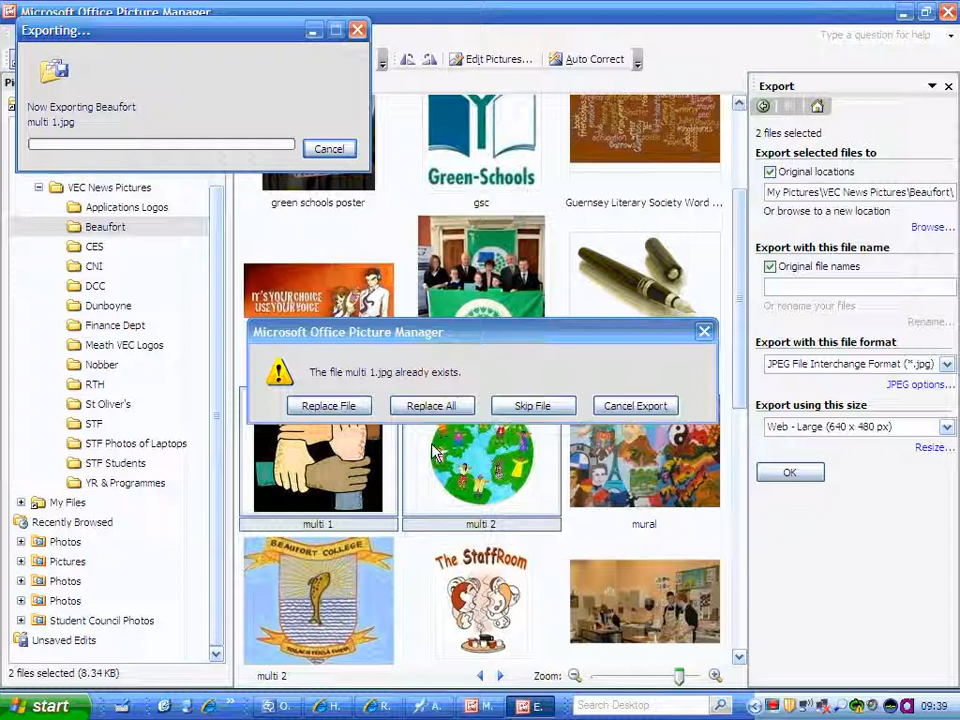 Microsoft Office Picture Manager
Exporting...
Type a question for help
Edit Pictures...
Auto Correct
Now Exporting Beaufort
multi 1.jpg
Cancel
VEC News Pictures
Applications Logos
Beaufort
CES
CNI
DCC
Dunboyne
Finance Dept
Meath VEC Logos
Nobber
RTH
St Oliver's
STF
STF Photos of Laptops
STF Students
YR & Programmes
My Files
Recently Browsed
Photos
Pictures
Photos
Photos
Student Council Photos
Unsaved Edits
2 files selected (8.34 KB)
Green-Schools
green schools poster
gsc
Guernsey Literary Society Word ...
IT'S YOUR CHOICE
USE YOUR VOICE
Microsoft Office Picture Manager
The file multi 1.jpg already exists.
Replace File
Replace All
Skip File
Cancel Export
multi 1
multi 2
mural
BEAUFORT COLLEGE
The StaffRoom
multi 2
Zoom:
Export
2 files selected
Export selected files to
Original locations
My Pictures\VEC News Pictures\Beaufort\
Or browse to a new location
Browse...
Export with this file name
Original file names
Or rename your files
Rename...
Export with this file format
JPEG File Interchange Format (*.jpg)
JPEG options...
Export using this size
Web - Large (640 x 480 px)
Resize...
OK
start
O.
H.
R.
A.
M.
E.
Search Desktop
09:39